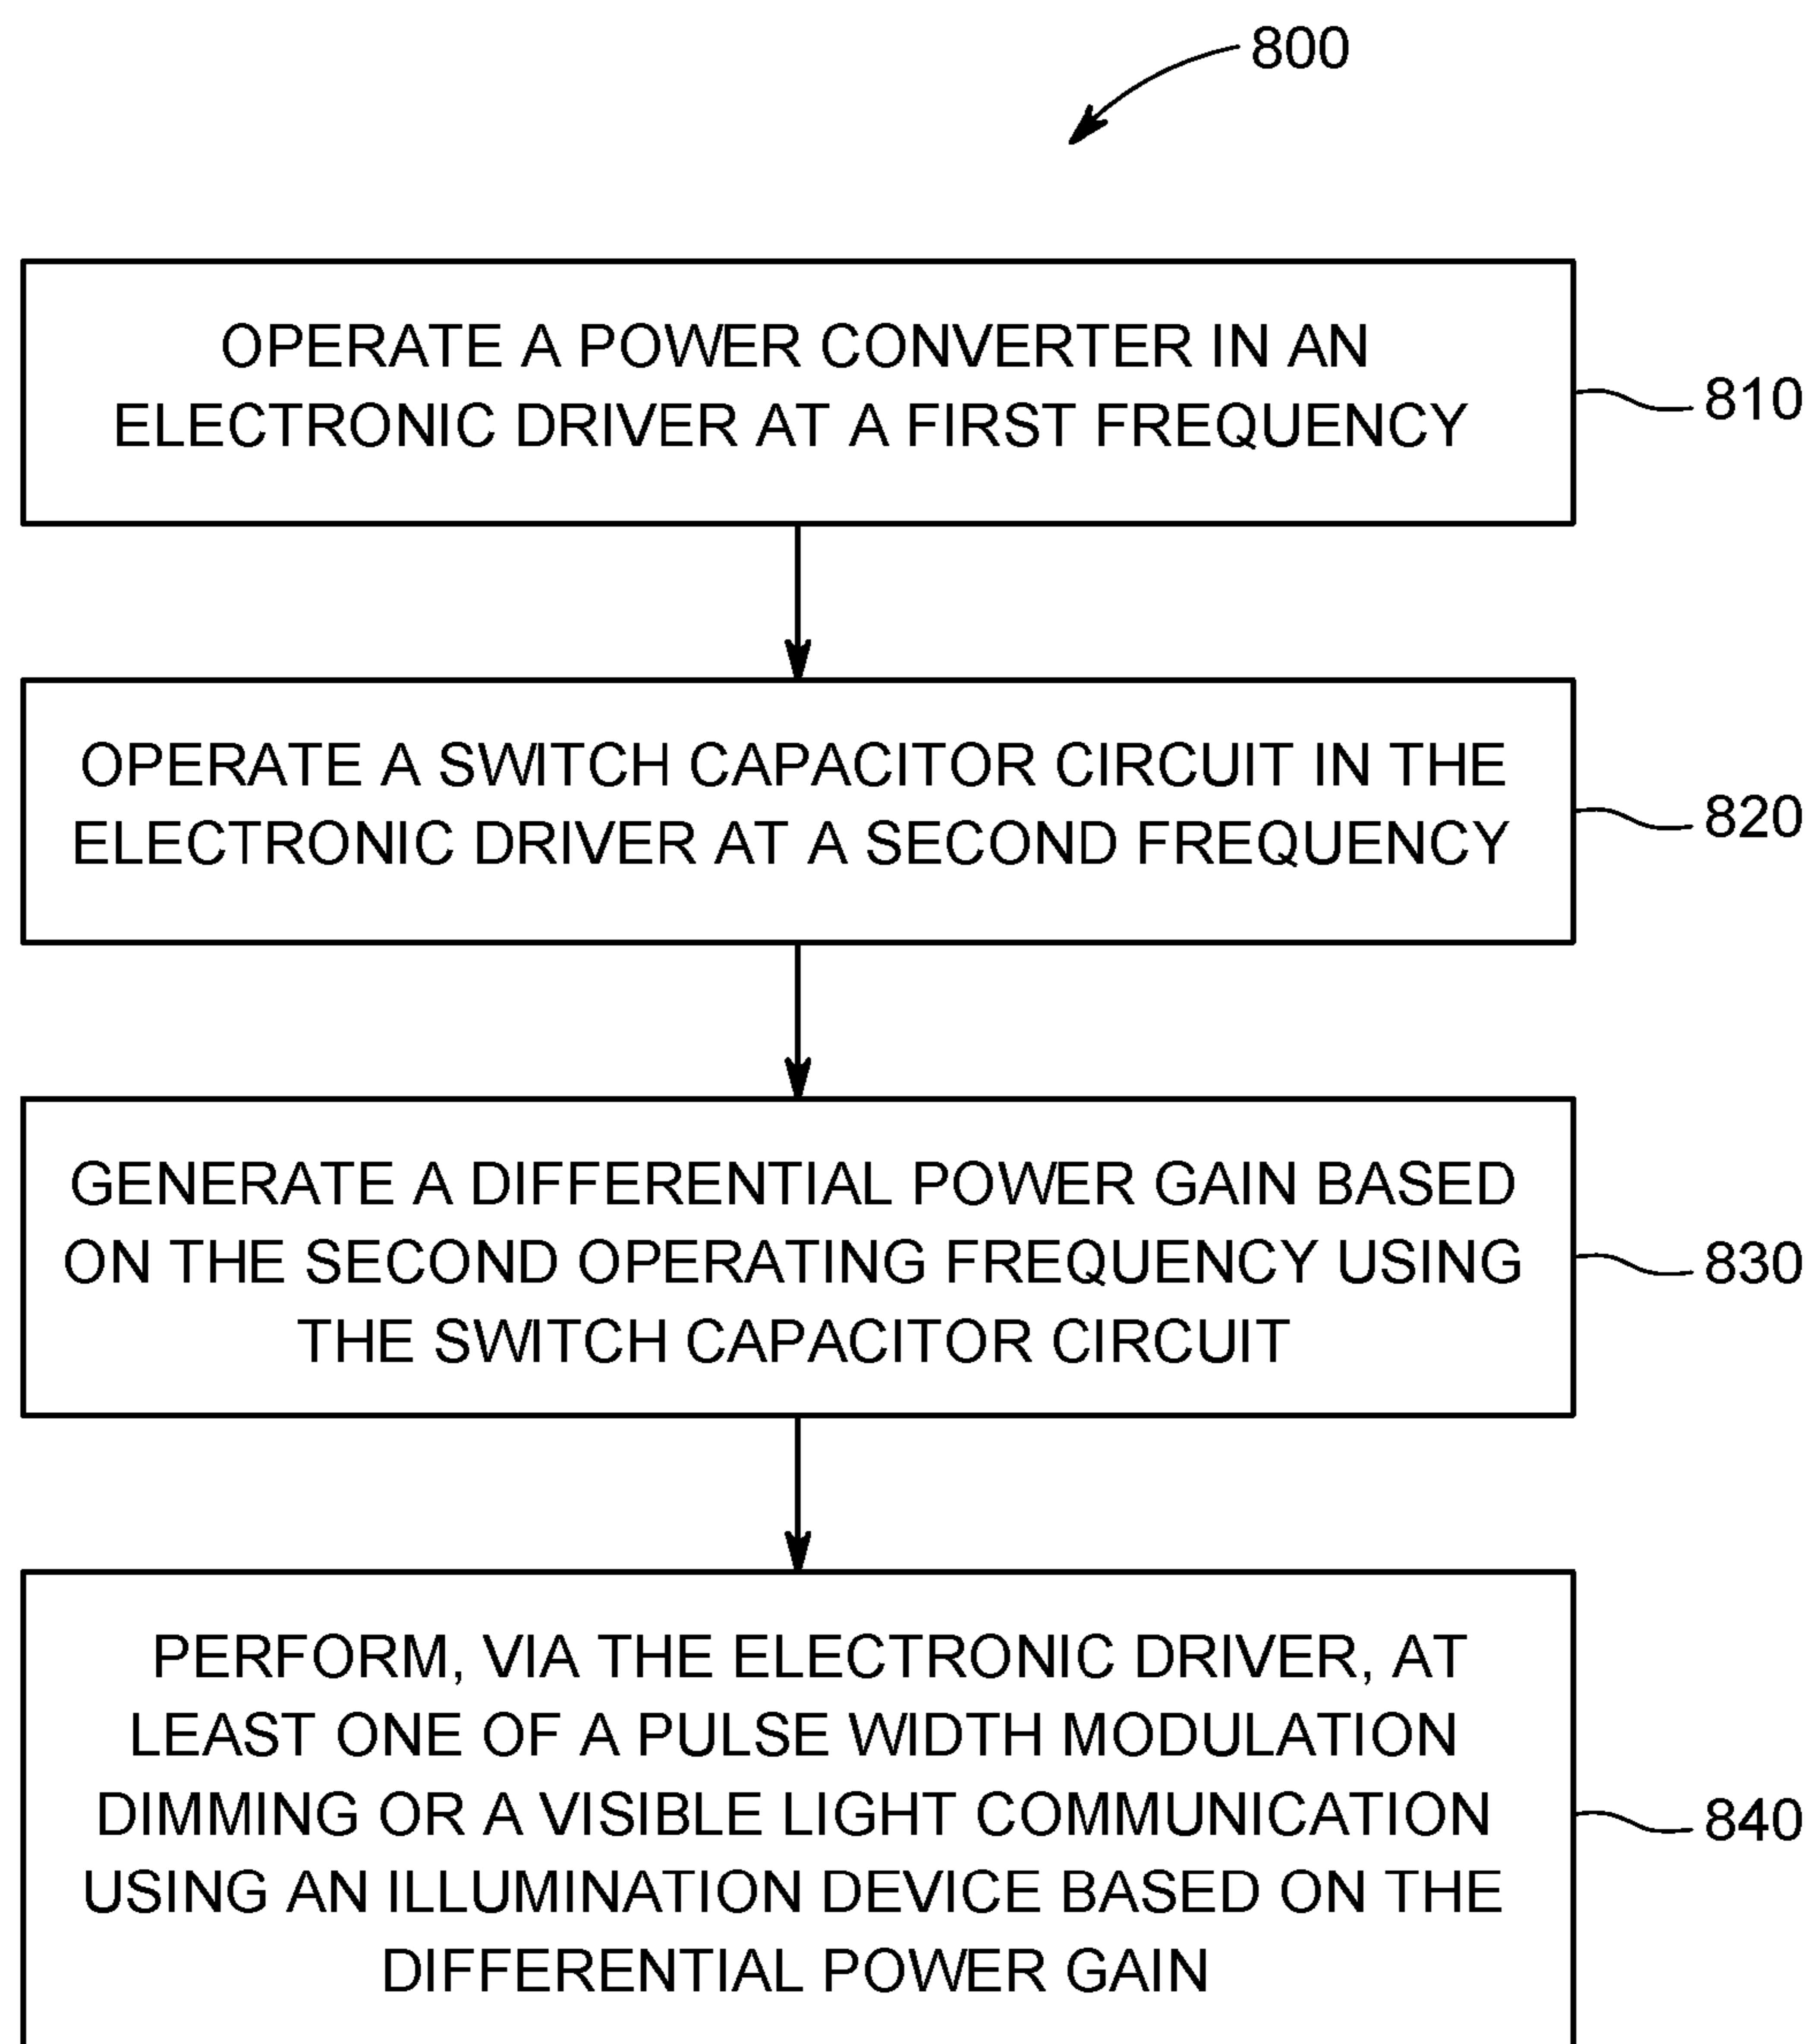 800
OPERATE A POWER CONVERTER IN AN
ELECTRONIC DRIVER AT A FIRST FREQUENCY
810
OPERATE A SWITCH CAPACITOR CIRCUIT IN THE
ELECTRONIC DRIVER AT A SECOND FREQUENCY
820
GENERATE A DIFFERENTIAL POWER GAIN BASED
ON THE SECOND OPERATING FREQUENCY USING
THE SWITCH CAPACITOR CIRCUIT
830
PERFORM, VIA THE ELECTRONIC DRIVER, AT
LEAST ONE OF A PULSE WIDTH MODULATION
DIMMING OR A VISIBLE LIGHT COMMUNICATION
USING AN ILLUMINATION DEVICE BASED ON THE
DIFFERENTIAL POWER GAIN
840